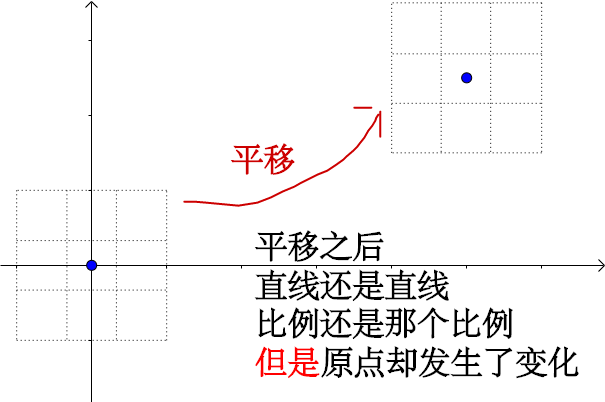 平移
平移之后
直线还是直线
比例还是那个比例
但是原点却发生了变化